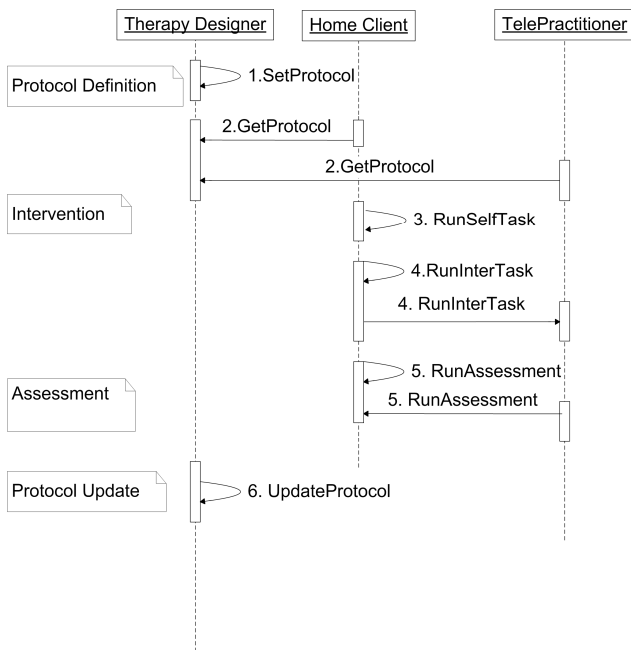 Therapy Designer
Home Client
TelePractitioner
Protocol Definition
1.SetProtocol
2.GetProtocol
2.GetProtocol
Intervention
3. RunSelfTask
4.RunInterTask
4. RunInterTask
5. RunAssessment
Assessment
5. RunAssessment
Protocol Update
6. UpdateProtocol